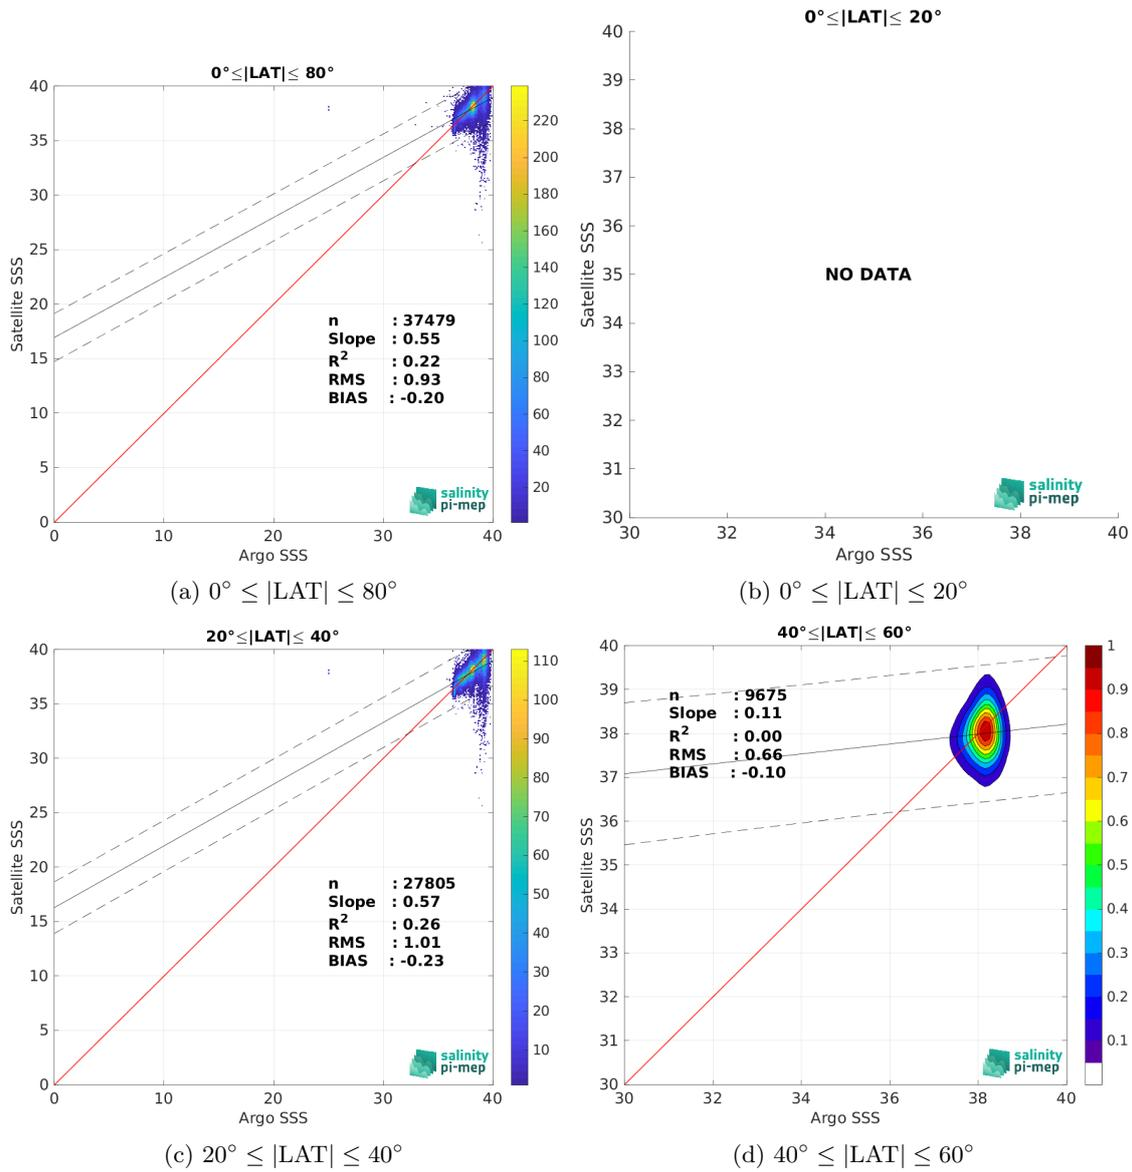 0°≤|LAT|≤ 80°
40
35
30
25
20
15
10
5
0
Satellite SSS
n : 37479
Slope : 0.55
R² : 0.22
RMS : 0.93
BIAS : -0.20
salinity
pi-mep
0 10 20 30 40
Argo SSS
220
200
180
160
140
120
100
80
60
40
20
(a) 0° ≤ |LAT| ≤ 80°
0°≤|LAT|≤ 20°
40
39
38
37
36
35
34
33
32
31
30
Satellite SSS
NO DATA
salinity
pi-mep
30 32 34 36 38 40
Argo SSS
(b) 0° ≤ |LAT| ≤ 20°
20°≤|LAT|≤ 40°
40
35
30
25
20
15
10
5
0
Satellite SSS
n : 27805
Slope : 0.57
R² : 0.26
RMS : 1.01
BIAS : -0.23
salinity
pi-mep
0 10 20 30 40
Argo SSS
110
100
90
80
70
60
50
40
30
20
10
(c) 20° ≤ |LAT| ≤ 40°
40°≤|LAT|≤ 60°
40
39
38
37
36
35
34
33
32
31
30
Satellite SSS
n : 9675
Slope : 0.11
R² : 0.00
RMS : 0.66
BIAS : -0.10
salinity
pi-mep
30 32 34 36 38 40
Argo SSS
1
0.9
0.8
0.7
0.6
0.5
0.4
0.3
0.2
0.1
(d) 40° ≤ |LAT| ≤ 60°